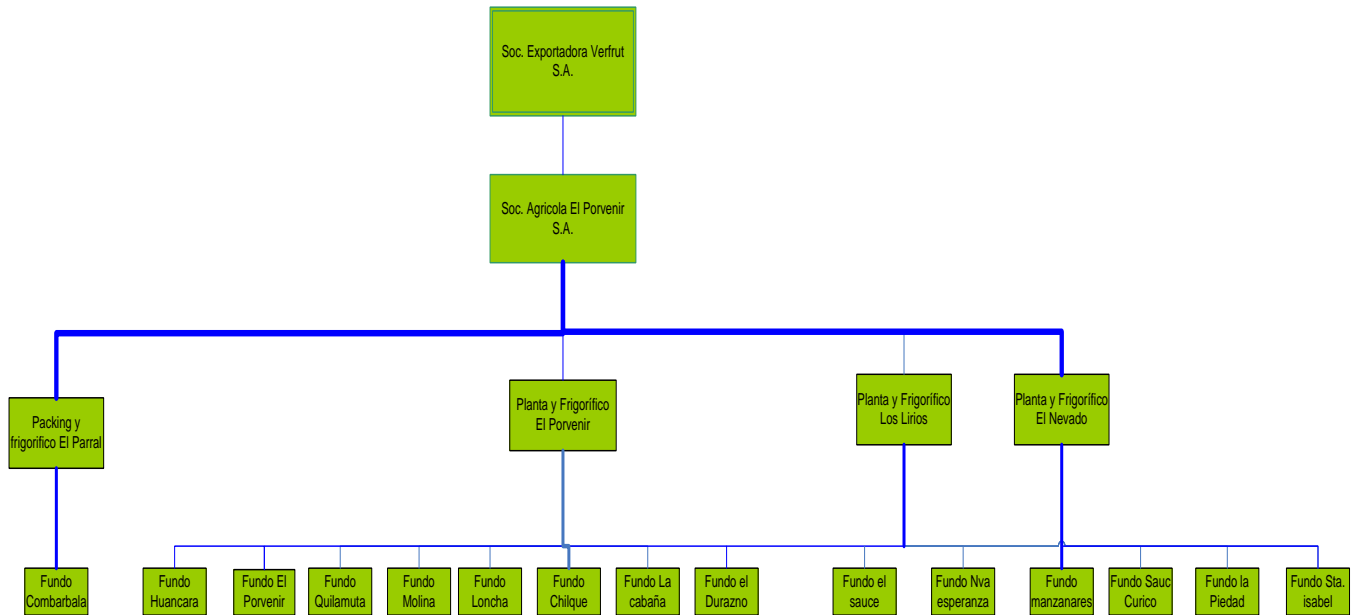 Soc. Exportadora Verfrut
S.A.
Soc. Agricola El Porvenir
S.A.
Packing y
frigorifico El Parral
Planta y Frigorífico
El Porvenir
Planta y Frigorífico
Los Lirios
Planta y Frigorífico
El Nevado
Fundo
Combarbala
Fundo
Huancara
Fundo El
Porvenir
Fundo
Quilamuta
Fundo
Molina
Fundo
Loncha
Fundo
Chilque
Fundo La
cabaña
Fundo el
Durazno
Fundo el
sauce
Fundo Nva
esperanza
Fundo
manzanares
Fundo Sauc
Curico
Fundo la
Piedad
Fundo Sta.
isabel